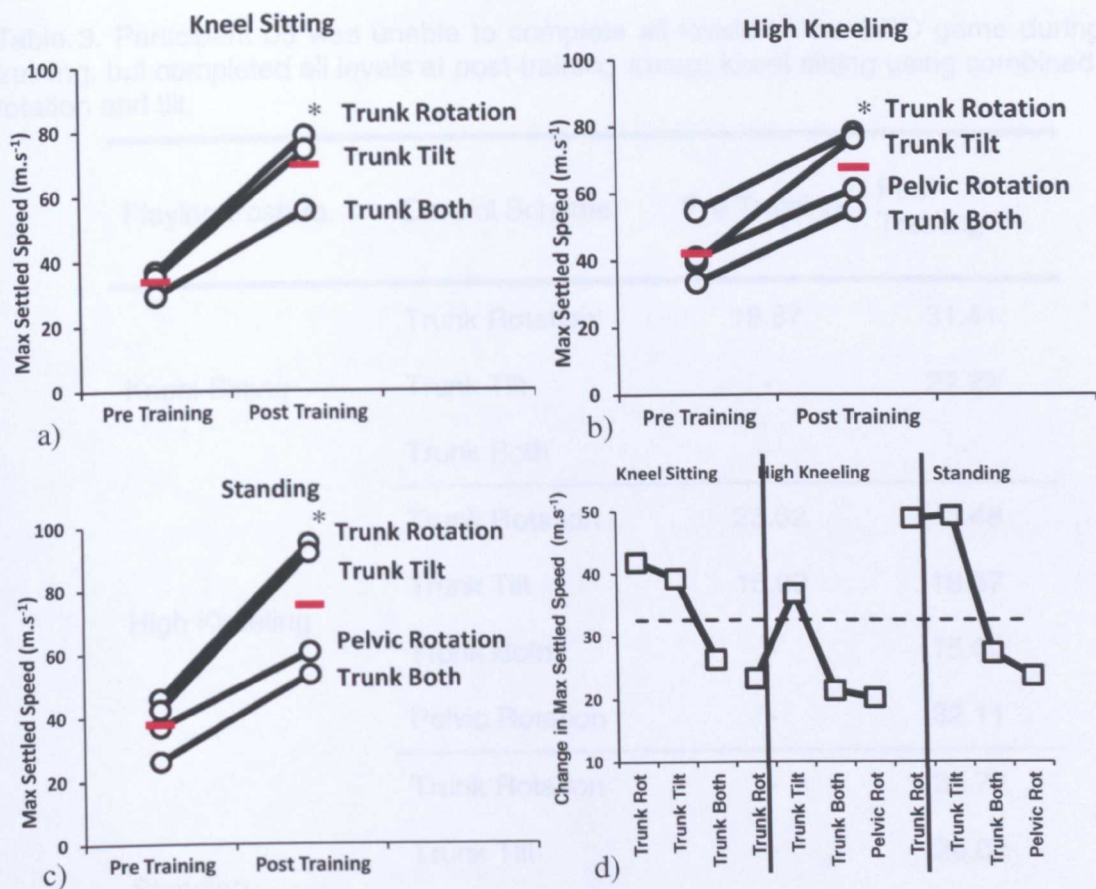 Table 3. Participant 03 was unable to complete all levels of the game during
training, but completed all levels at post-training except kneel sitting using combined
rotation and tilt.
Kneel Sitting
Max Settled Speed (m.s⁻¹)
100
80
60
40
20
0
*
Trunk Rotation
Trunk Tilt
Trunk Both
Pre Training
Post Training
a)
High Kneeling
Max Settled Speed (m.s⁻¹)
100
80
60
40
20
0
*
Trunk Rotation
Trunk Tilt
Pelvic Rotation
Trunk Both
Pre Training
Post Training
b)
Standing
Max Settled Speed (m.s⁻¹)
100
80
60
40
20
0
*
Trunk Rotation
Trunk Tilt
Pelvic Rotation
Trunk Both
Pre Training
Post Training
c)
Kneel Sitting
High Kneeling
Standing
Change in Max Settled Seed (ms⁻¹)
50
40
30
20
10
Trunk Rot
Trunk Tilt
Trunk Both
Trunk Rot
Trunk Tilt
Trunk Both
Pelvic Rot
Trunk Rot
Trunk Tilt
Trunk Both
Pelvic Rot
d)
Trunk Rotation
Trunk Tilt
Trunk Both
Trunk Rotation
High Kneeling
Trunk Tilt
Pelvic Rotation
32.11
Trunk Rotation
Trunk Tilt